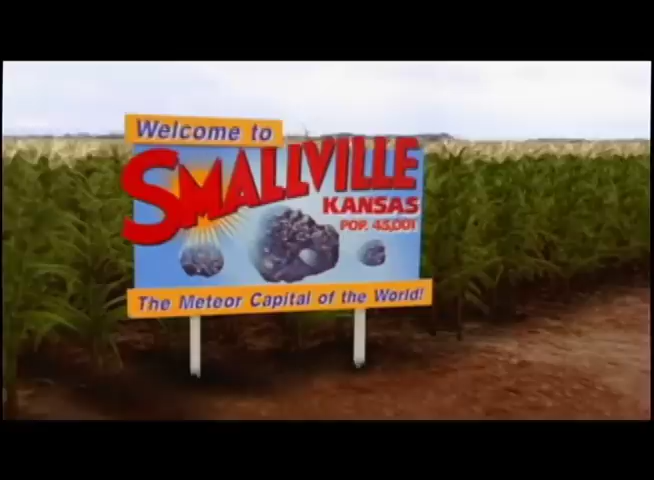 Welcome to
SMALLVILLE
KANSAS
POP. 45,001
The Meteor Capital of the World!